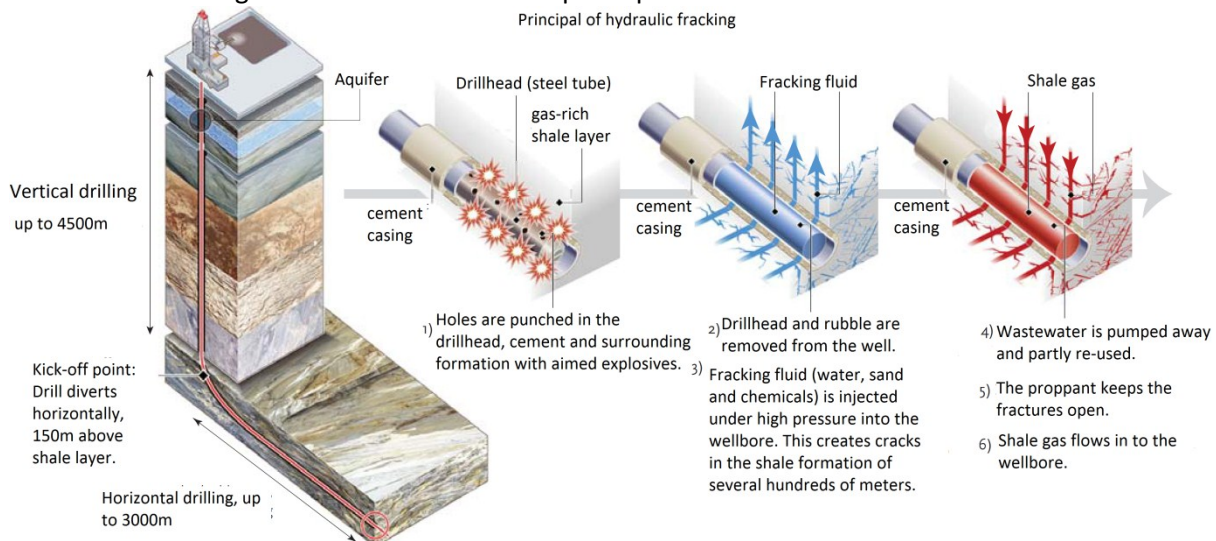 Principal of hydraulic fracking
Aquifer
Vertical drilling
up to 4500m
Kick-off point:
Drill diverts
horizontally,
150m above
shale layer.
Horizontal drilling, up
to 3000m
Drillhead (steel tube)
gas-rich
shale layer
cement
casing
1) Holes are punched in the
drillhead, cement and surrounding
formation with aimed explosives.
Fracking fluid
cement
casing
2) Drillhead and rubble are
removed from the well.
3) Fracking fluid (water, sand
and chemicals) is injected
under high pressure into the
wellbore. This creates cracks
in the shale formation of
several hundreds of meters.
Shale gas
cement
casing
4) Wastewater is pumped away
and partly re-used.
5) The proppant keeps the
fractures open.
6) Shale gas flows in to the
wellbore.